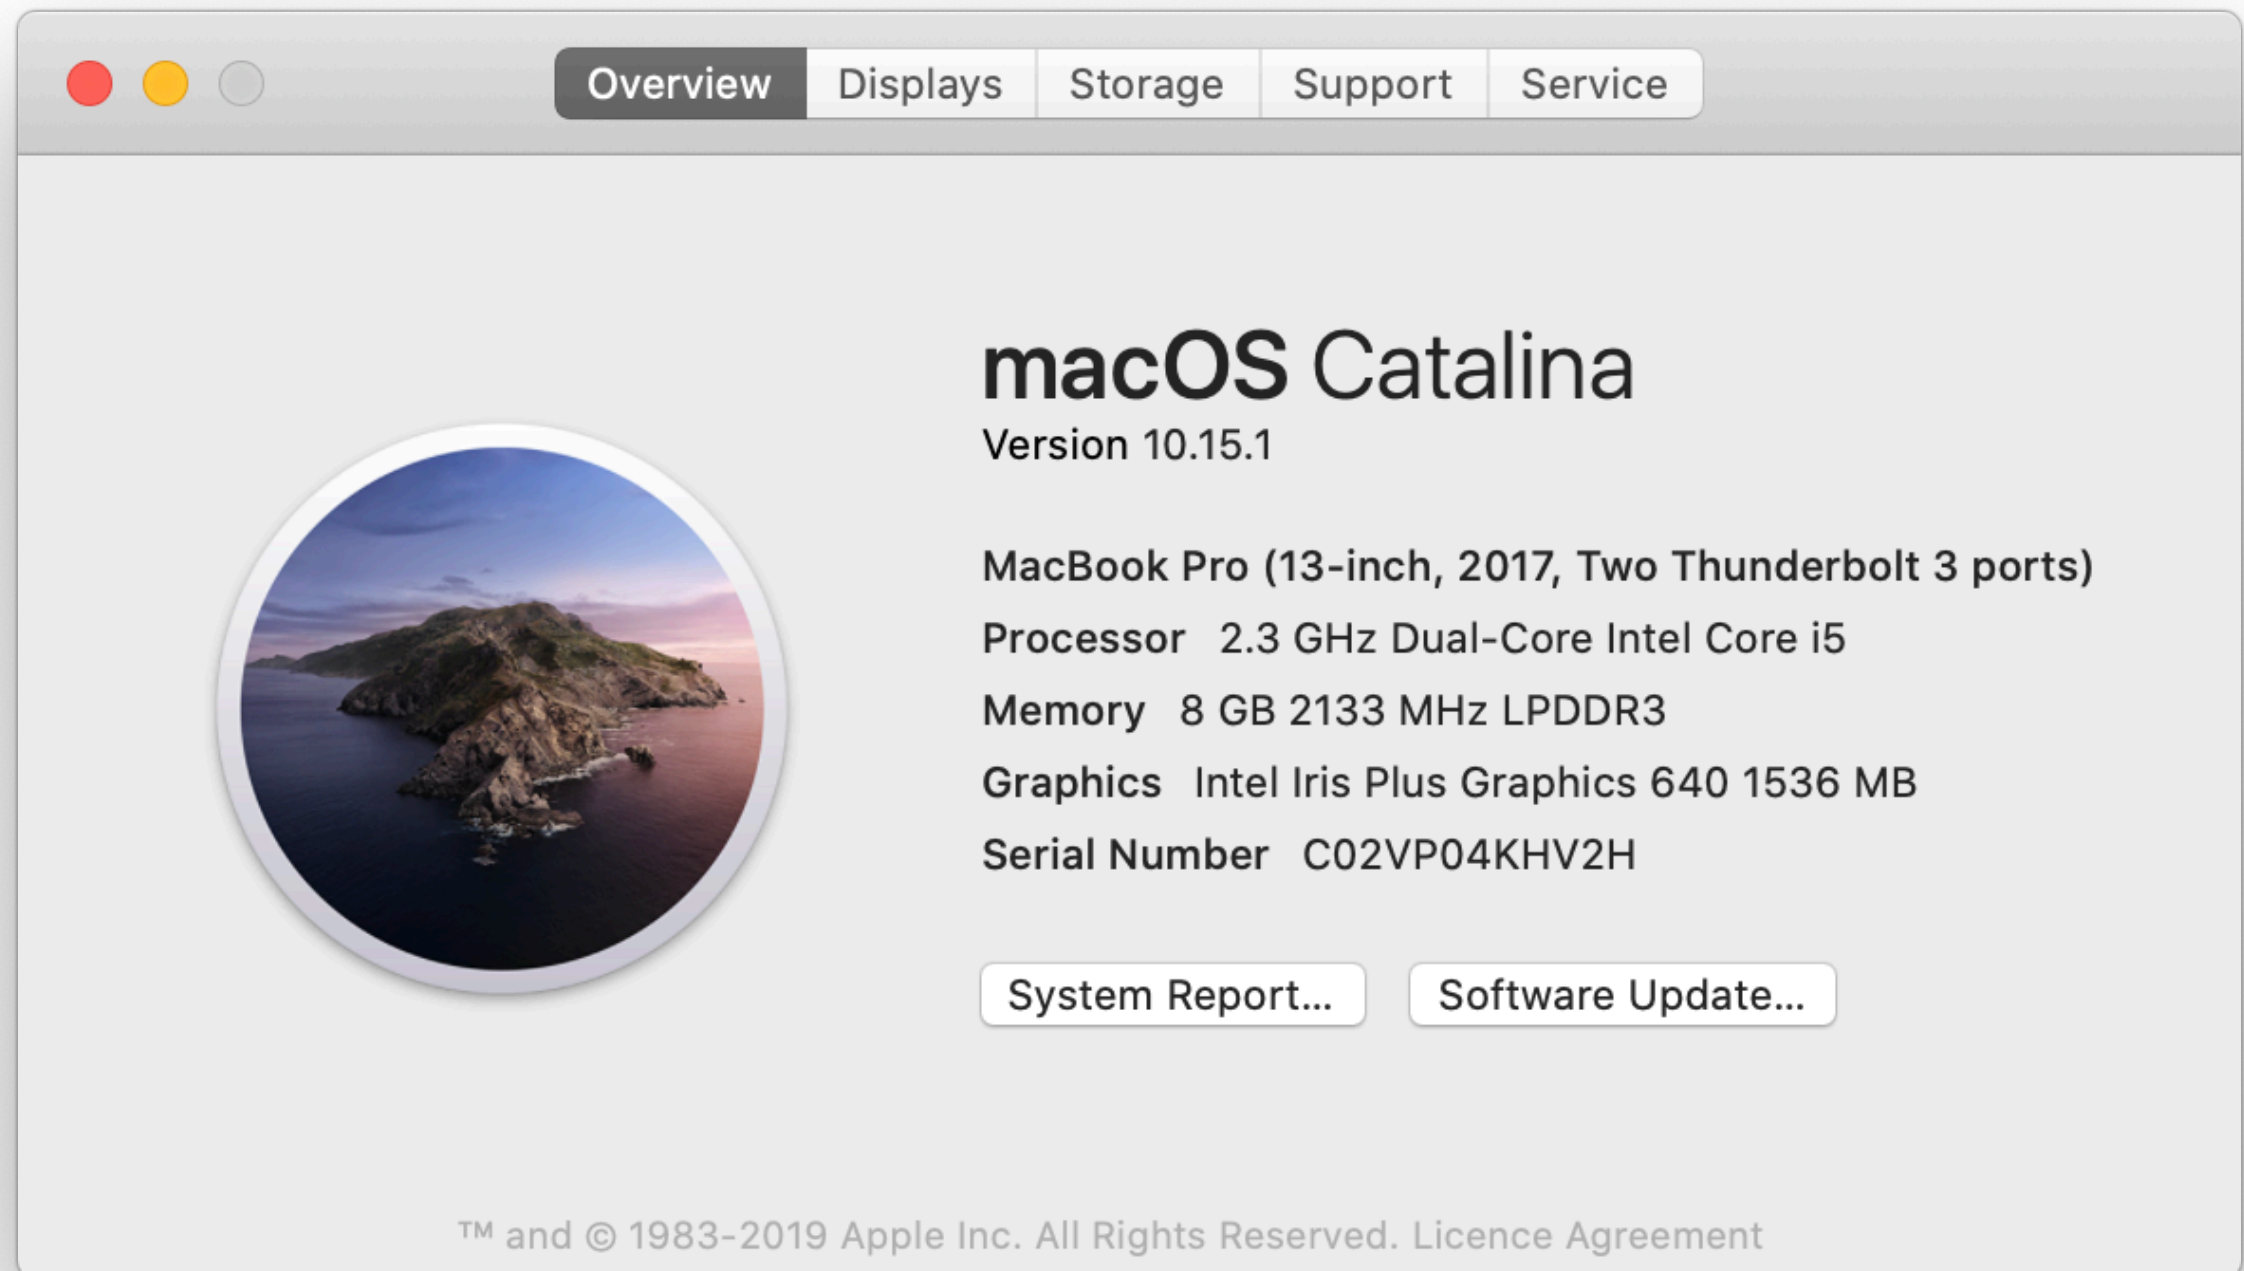 Overview Displays Storage Support Service
macOS Catalina
Version 10.15.1
MacBook Pro (13-inch, 2017, Two Thunderbolt 3 ports)
Processor 2.3 GHz Dual-Core Intel Core i5
Memory 8 GB 2133 MHz LPDDR3
Graphics Intel Iris Plus Graphics 640 1536 MB
Serial Number C02VP04KHV2H
System Report... Software Update...
™ and © 1983-2019 Apple Inc. All Rights Reserved. Licence Agreement